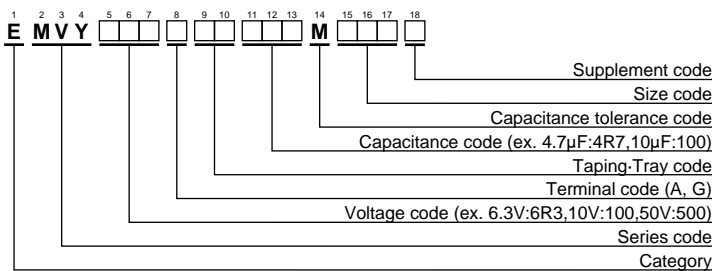 1 2 3 4 5 6 7 8 9 10 11 12 13 14 15 16 17 18
E M V Y □□□ □ □□ □□□ M □□□ □
Supplement code
Size code
Capacitance tolerance code
Capacitance code (ex. 4.7μF:4R7,10μF:100)
Taping·Tray code
Terminal code (A, G)
Voltage code (ex. 6.3V:6R3,10V:100,50V:500)
Series code
Category